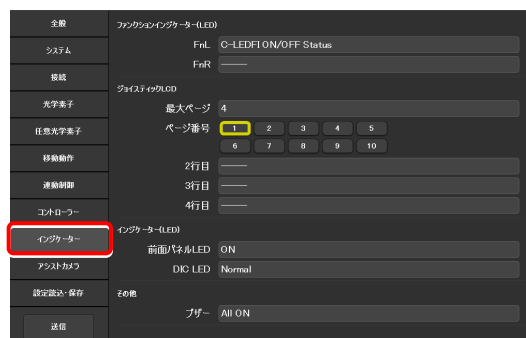 全般
システム
接続
光学素子
任意光学素子
移動動作
連動制御
コントローラー
インジケーター
アシストカメラ
設定読込・保存
送信
ファンクションインジケーター(LED)
FnL C-LEDFI ON/OFF Status
FnR ----
ジョイスティックLCD
最大ページ 4
ページ番号 1 2 3 4 5
6 7 8 9 10
2行目 ----
3行目 ----
4行目 ----
インジケーター(LED)
前面パネルLED ON
DIC LED Normal
その他
ブザー All ON